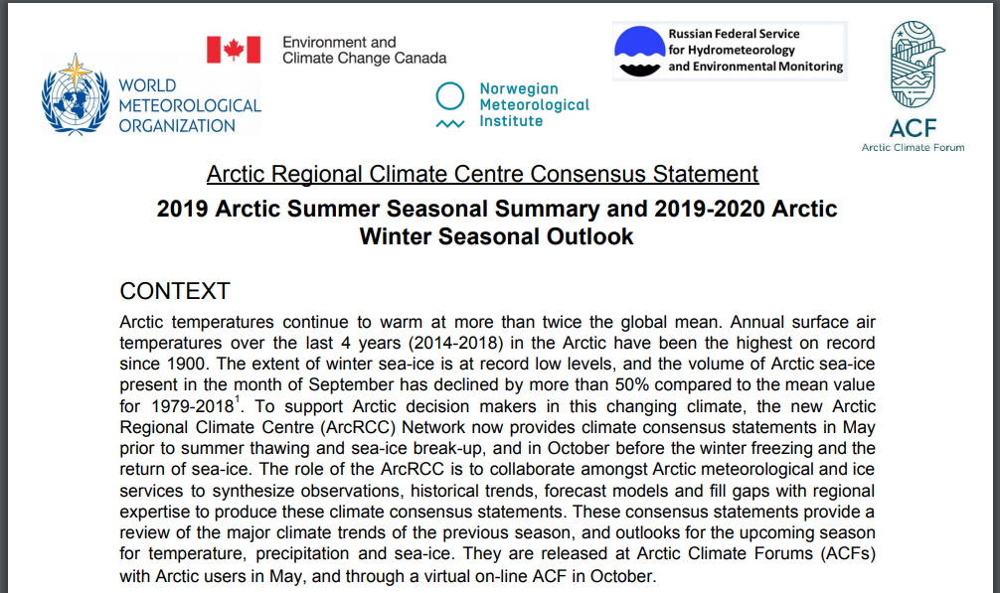 WORLD
METEOROLOGICAL
ORGANIZATION
Environment and
Climate Change Canada
Norwegian
Meteorological
Institute
Russian Federal Service
for Hydrometeorology
and Environmental Monitoring
ACF
Arctic Climate Forum
Arctic Regional Climate Centre Consensus Statement
2019 Arctic Summer Seasonal Summary and 2019-2020 Arctic
Winter Seasonal Outlook
CONTEXT
Arctic temperatures continue to warm at more than twice the global mean. Annual surface air
temperatures over the last 4 years (2014-2018) in the Arctic have been the highest on record
since 1900. The extent of winter sea-ice is at record low levels, and the volume of Arctic sea-ice
present in the month of September has declined by more than 50% compared to the mean value
for 1979-2018¹. To support Arctic decision makers in this changing climate, the new Arctic
Regional Climate Centre (ArcRCC) Network now provides climate consensus statements in May
prior to summer thawing and sea-ice break-up, and in October before the winter freezing and the
return of sea-ice. The role of the ArcRCC is to collaborate amongst Arctic meteorological and ice
services to synthesize observations, historical trends, forecast models and fill gaps with regional
expertise to produce these climate consensus statements. These consensus statements provide a
review of the major climate trends of the previous season, and outlooks for the upcoming season
for temperature, precipitation and sea-ice. They are released at Arctic Climate Forums (ACFs)
with Arctic users in May, and through a virtual on-line ACF in October.